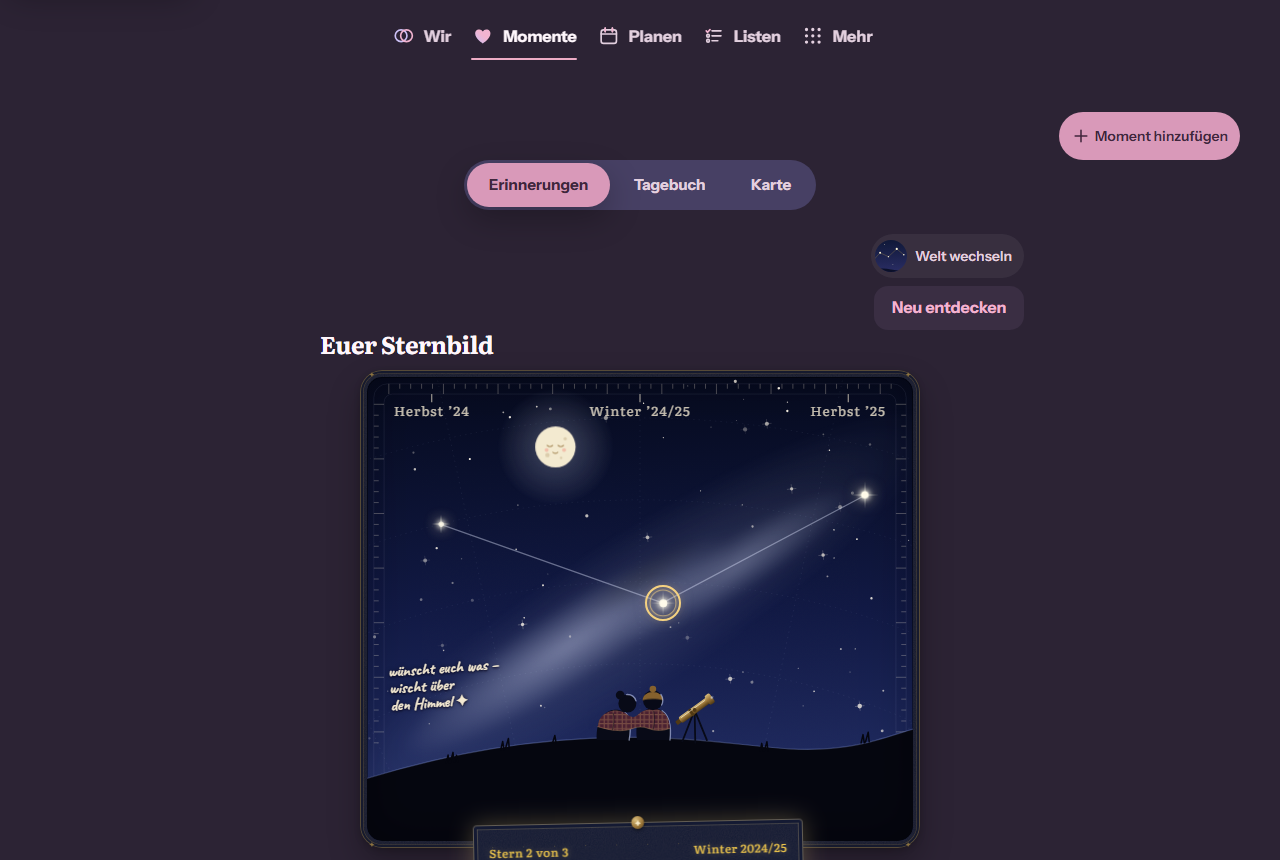 Wir Momente Planen Listen Mehr
Moment hinzufügen
Erinnerungen Tagebuch Karte
Welt wechseln
Neu entdecken
Euer Sternbild
Herbst ’24 Winter ’24/25 Herbst ’25
wünscht euch was –
wischt über
den Himmel
Stern 2 von 3 Winter 2024/25